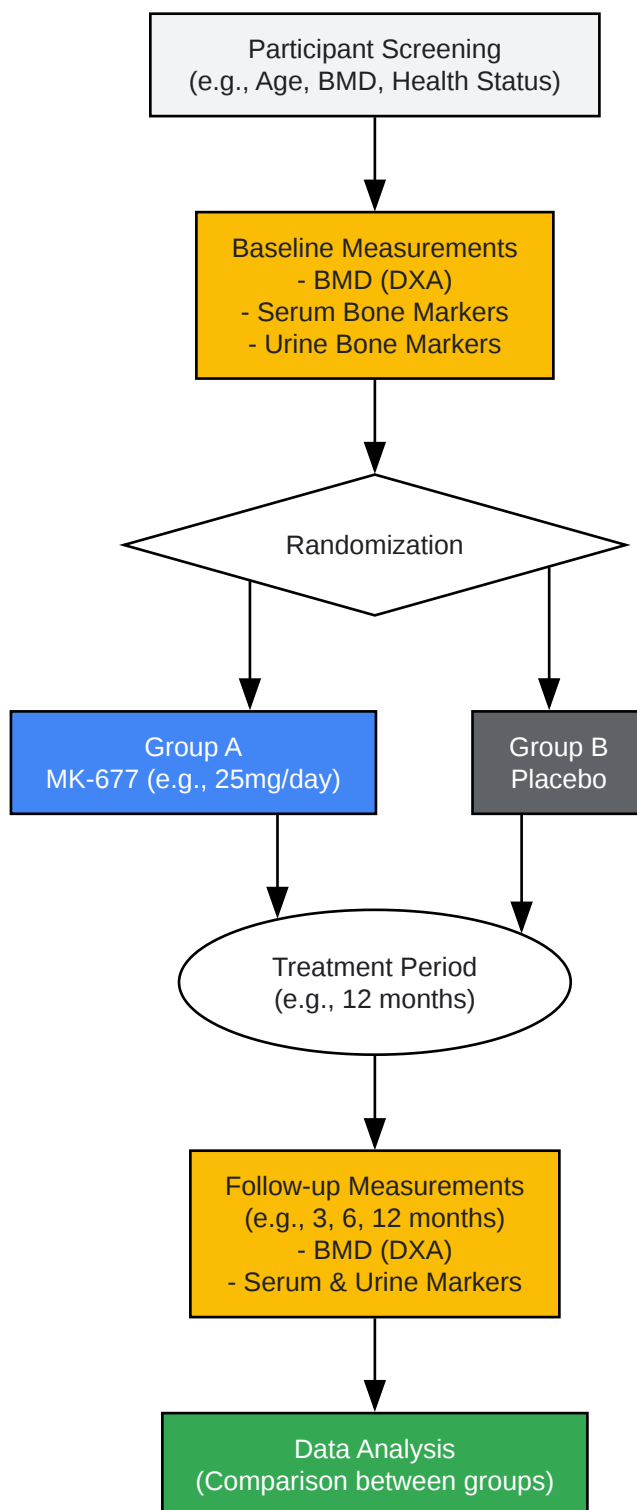 Participant Screening
(e.g., Age, BMD, Health Status)
Baseline Measurements
- BMD (DXA)
- Serum Bone Markers
- Urine Bone Markers
Randomization
Group A
MK-677 (e.g., 25mg/day)
Group B
Placebo
Treatment Period
(e.g., 12 months)
Follow-up Measurements
(e.g., 3, 6, 12 months)
- BMD (DXA)
- Serum & Urine Markers
Data Analysis
(Comparison between groups)